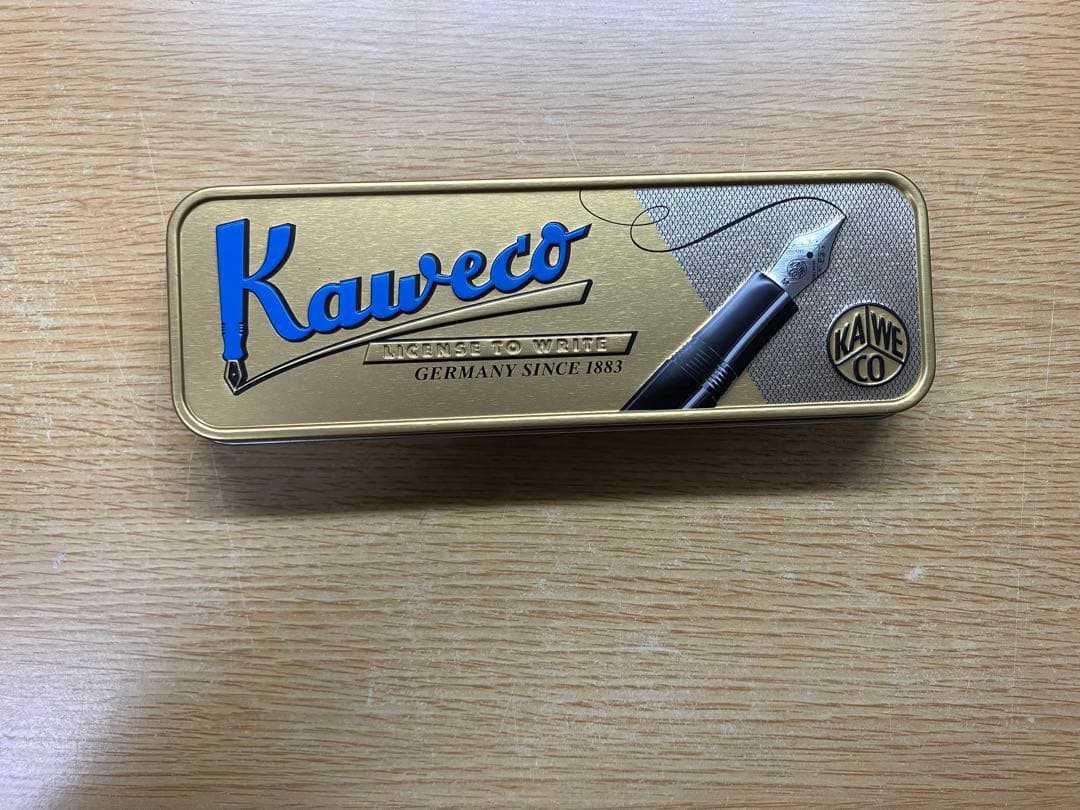 Kaweco
LICENSE TO WRITE
GERMANY SINCE 1883
KA WE
CO